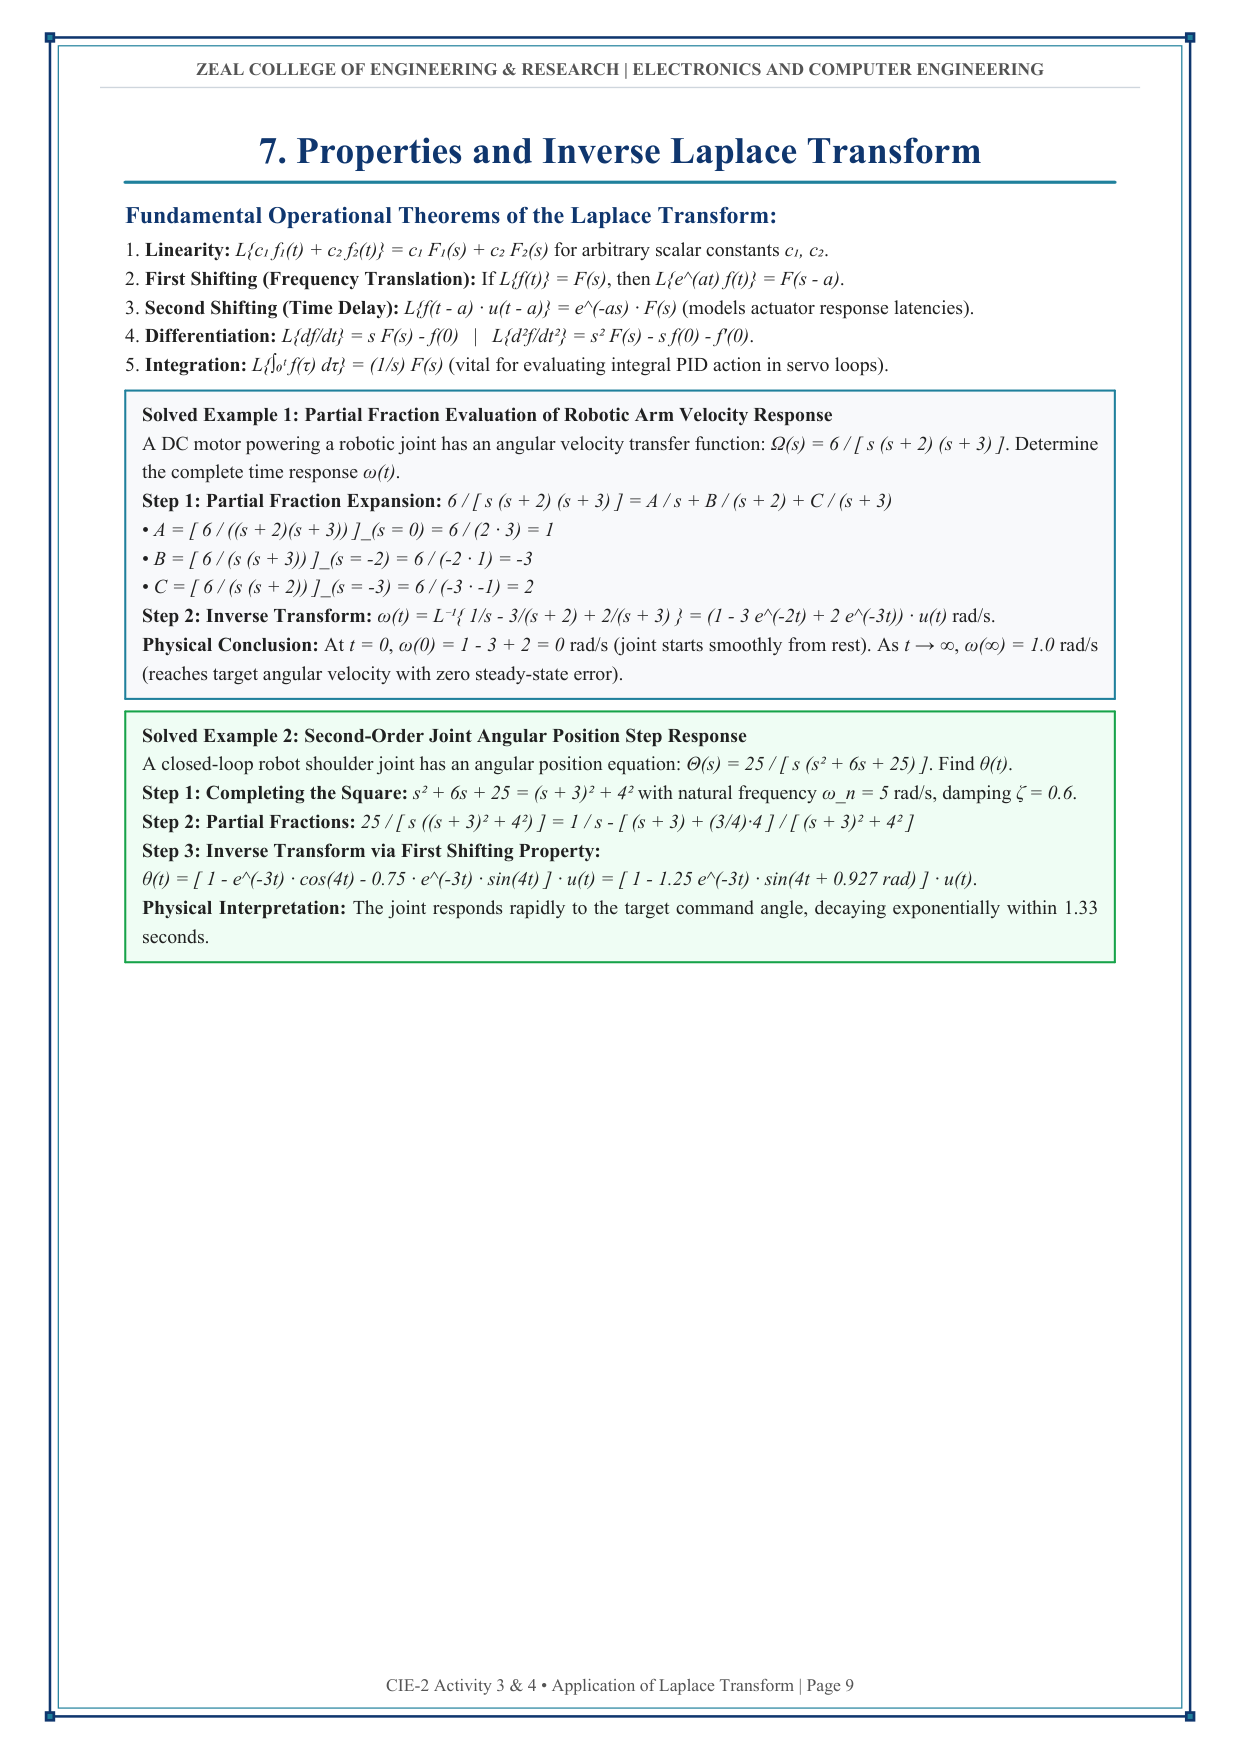 ZEAL COLLEGE OF ENGINEERING & RESEARCH | ELECTRONICS AND COMPUTER ENGINEERING
7. Properties and Inverse Laplace Transform
Fundamental Operational Theorems of the Laplace Transform:
1. Linearity: L{c₁ f₁(t) + c₂ f₂(t)} = c₁ F₁(s) + c₂ F₂(s) for arbitrary scalar constants c₁, c₂.
2. First Shifting (Frequency Translation): If L{f(t)} = F(s), then L{e^(at) f(t)} = F(s - a).
3. Second Shifting (Time Delay): L{f(t - a) · u(t - a)} = e^(-as) · F(s) (models actuator response latencies).
4. Differentiation: L{df/dt} = s F(s) - f(0) | L{d²f/dt²} = s² F(s) - s f(0) - f'(0).
5. Integration: L{∫₀ᵗ f(τ) dτ} = (1/s) F(s) (vital for evaluating integral PID action in servo loops).
Solved Example 1: Partial Fraction Evaluation of Robotic Arm Velocity Response
A DC motor powering a robotic joint has an angular velocity transfer function: Ω(s) = 6 / [ s (s + 2) (s + 3) ]. Determine
the complete time response ω(t).
Step 1: Partial Fraction Expansion: 6 / [ s (s + 2) (s + 3) ] = A / s + B / (s + 2) + C / (s + 3)
• A = [ 6 / ((s + 2)(s + 3)) ]_(s = 0) = 6 / (2 · 3) = 1
• B = [ 6 / (s (s + 3)) ]_(s = -2) = 6 / (-2 · 1) = -3
• C = [ 6 / (s (s + 2)) ]_(s = -3) = 6 / (-3 · -1) = 2
Step 2: Inverse Transform: ω(t) = L⁻¹{ 1/s - 3/(s + 2) + 2/(s + 3) } = (1 - 3 e^(-2t) + 2 e^(-3t)) · u(t) rad/s.
Physical Conclusion: At t = 0, ω(0) = 1 - 3 + 2 = 0 rad/s (joint starts smoothly from rest). As t → ∞, ω(∞) = 1.0 rad/s
(reaches target angular velocity with zero steady-state error).
Solved Example 2: Second-Order Joint Angular Position Step Response
A closed-loop robot shoulder joint has an angular position equation: Θ(s) = 25 / [ s (s² + 6s + 25) ]. Find θ(t).
Step 1: Completing the Square: s² + 6s + 25 = (s + 3)² + 4² with natural frequency ω_n = 5 rad/s, damping ζ = 0.6.
Step 2: Partial Fractions: 25 / [ s ((s + 3)² + 4²) ] = 1 / s - [ (s + 3) + (3/4)·4 ] / [ (s + 3)² + 4² ]
Step 3: Inverse Transform via First Shifting Property:
θ(t) = [ 1 - e^(-3t) · cos(4t) - 0.75 · e^(-3t) · sin(4t) ] · u(t) = [ 1 - 1.25 e^(-3t) · sin(4t + 0.927 rad) ] · u(t).
Physical Interpretation: The joint responds rapidly to the target command angle, decaying exponentially within 1.33
seconds.
CIE-2 Activity 3 & 4 • Application of Laplace Transform | Page 9